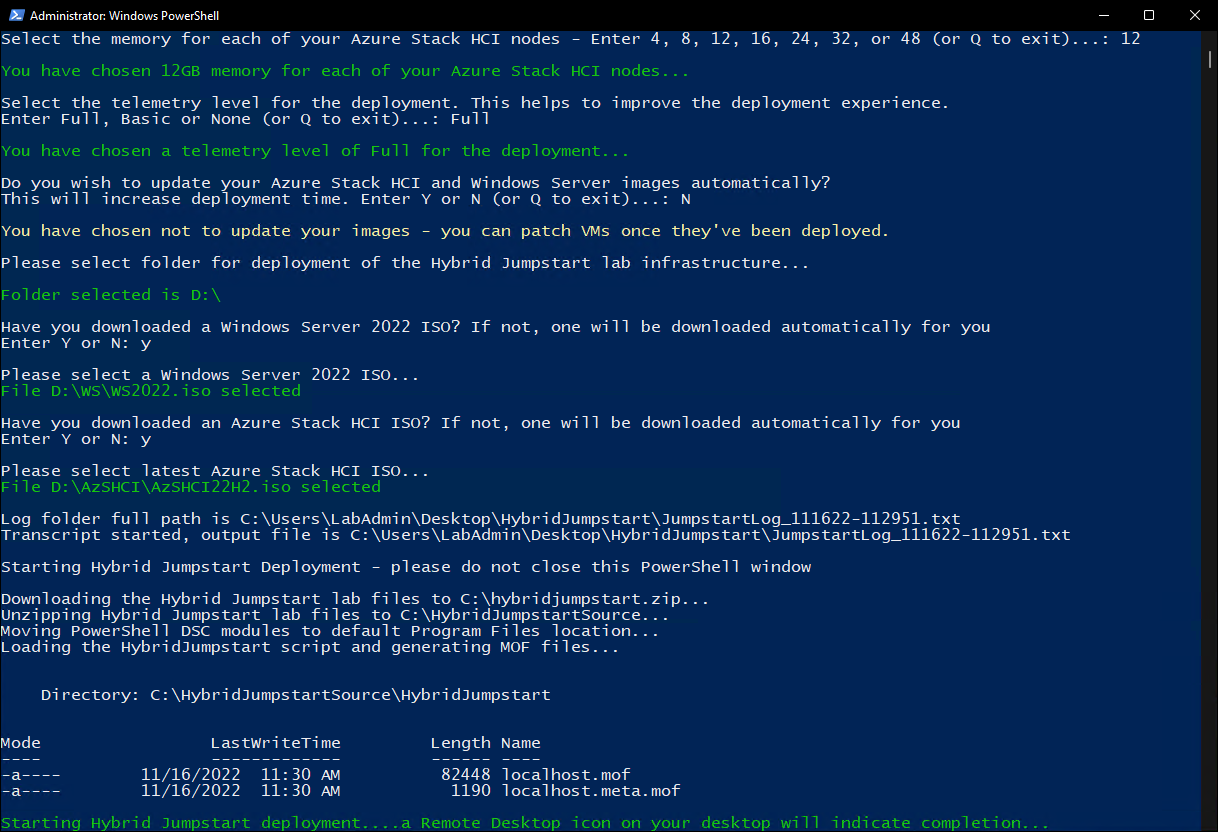 Administrator: Windows PowerShell
Select the memory for each of your Azure Stack HCI nodes - Enter 4, 8, 12, 16, 24, 32, or 48 (or Q to exit)...: 12
You have chosen 12GB memory for each of your Azure Stack HCI nodes...
Select the telemetry level for the deployment. This helps to improve the deployment experience.
Enter Full, Basic or None (or Q to exit)...: Full
You have chosen a telemetry level of Full for the deployment...
Do you wish to update your Azure Stack HCI and Windows Server images automatically?
This will increase deployment time. Enter Y or N (or Q to exit)...: N
You have chosen not to update your images - you can patch VMs once they've been deployed.
Please select folder for deployment of the Hybrid Jumpstart lab infrastructure...
Folder selected is D:\
Have you downloaded a Windows Server 2022 ISO? If not, one will be downloaded automatically for you
Enter Y or N: y
Please select a Windows Server 2022 ISO...
File D:\WS\WS2022.iso selected
Have you downloaded an Azure Stack HCI ISO? If not, one will be downloaded automatically for you
Enter Y or N: y
Please select latest Azure Stack HCI ISO...
File D:\AzSHCI\AzSHCI22H2.iso selected
Log folder full path is C:\Users\LabAdmin\Desktop\HybridJumpstart\JumpstartLog_111622-112951.txt
Transcript started, output file is C:\Users\LabAdmin\Desktop\HybridJumpstart\JumpstartLog_111622-112951.txt
Starting Hybrid Jumpstart Deployment - please do not close this PowerShell window
Downloading the Hybrid Jumpstart lab files to C:\hybridjumpstart.zip...
Unzipping Hybrid Jumpstart lab files to C:\HybridJumpstartSource...
Moving PowerShell DSC modules to default Program Files location...
Loading the HybridJumpstart script and generating MOF files...
Directory: C:\HybridJumpstartSource\HybridJumpstart
Mode LastWriteTime Length Name
---- ------------- ------ ----
-a---- 11/16/2022 11:30 AM 82448 localhost.mof
-a---- 11/16/2022 11:30 AM 1190 localhost.meta.mof
Starting Hybrid Jumpstart deployment....a Remote Desktop icon on your desktop will indicate completion...